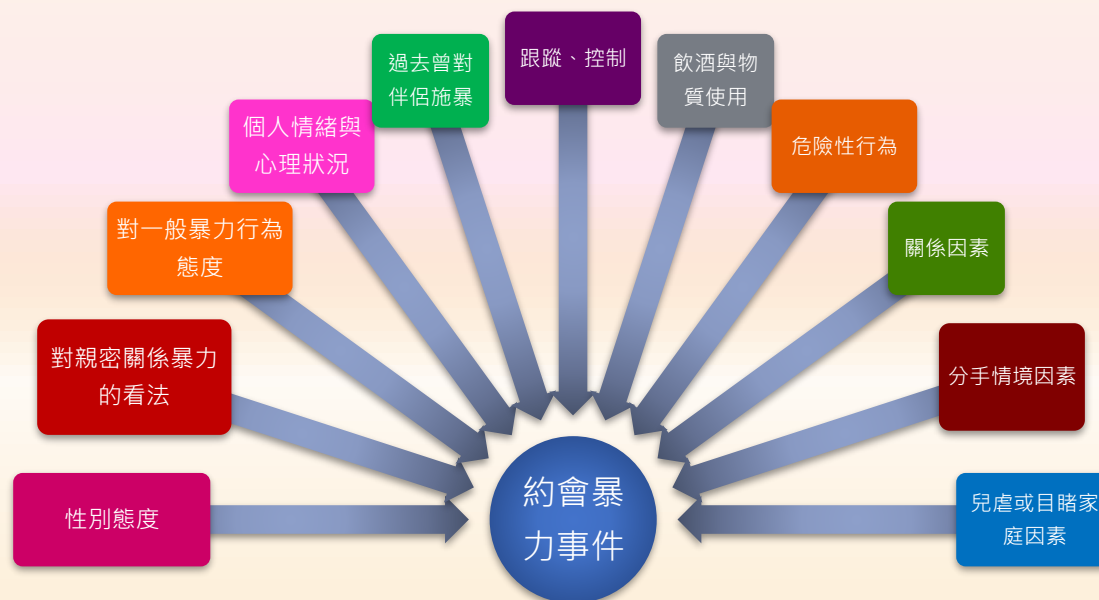 過去曾對
伴侶施暴
跟蹤、控制
飲酒與物
質使用
個人情緒與
心理狀況
危險性行為
對一般暴力行為
態度
關係因素
對親密關係暴力
的看法
分手情境因素
性別態度
約會暴
力事件
兒虐或目睹家
庭因素